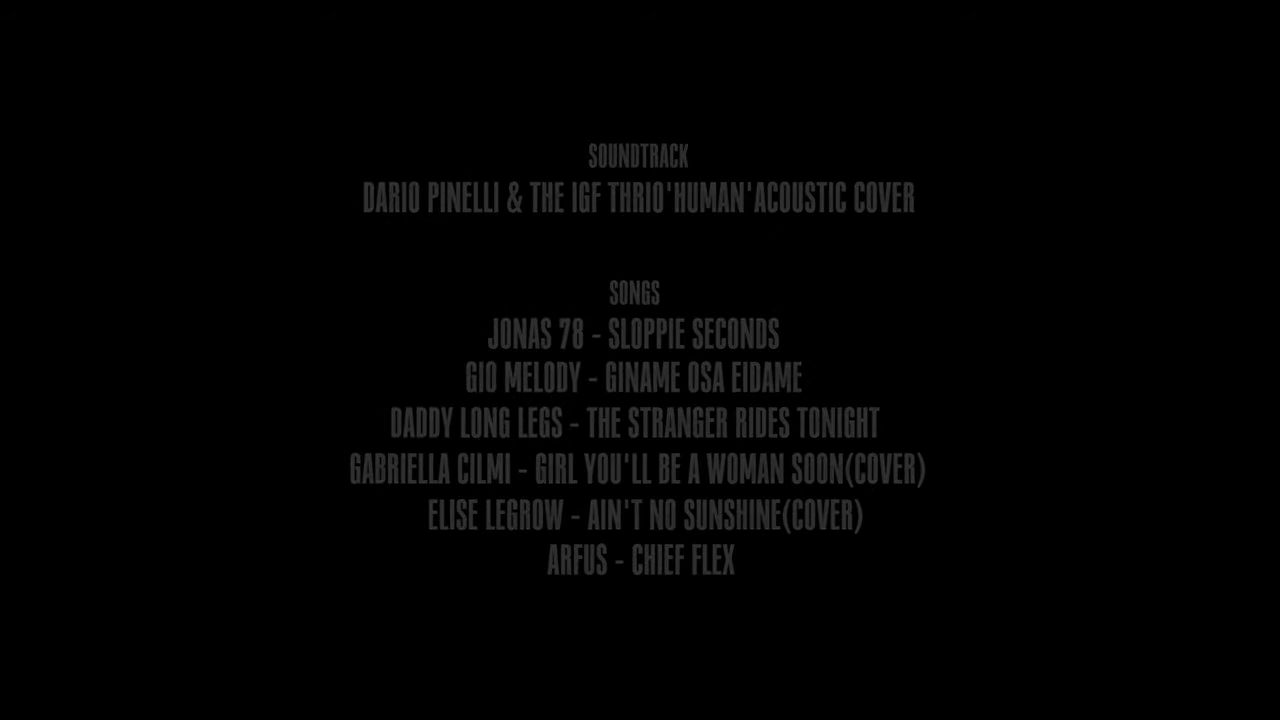 SOUNDTRACK
DARIO PINELLI & THE IGF THRIO'HUMAN'ACOUSTIC COVER
SONGS
JONAS 78 - SLOPPIE SECONDS
GIO MELODY - GINAME OSA EIDAME
DADDY LONG LEGS - THE STRANGER RIDES TONIGHT
GABRIELLA CILMI - GIRL YOU'LL BE A WOMAN SOON(COVER)
ELISE LEGROW - AIN'T NO SUNSHINE(COVER)
ARFUS - CHIEF FLEX